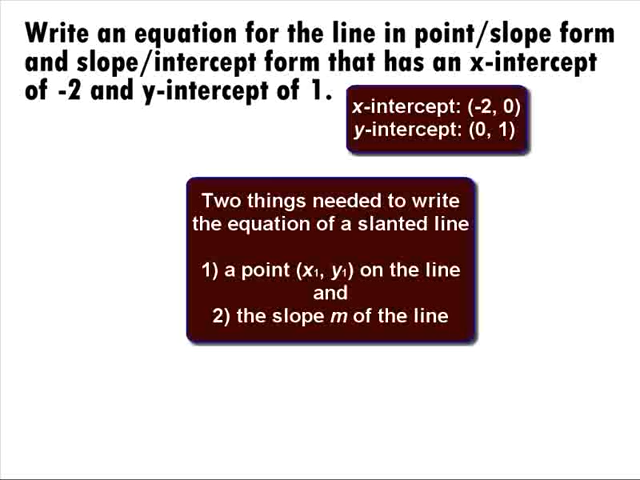 Write an equation for the line in point/slope form
and slope/intercept form that has an x-intercept
of -2 and y-intercept of 1.
x-intercept: (-2, 0)
y-intercept: (0, 1)
Two things needed to write
the equation of a slanted line
1) a point (x₁, y₁) on the line
and
2) the slope m of the line